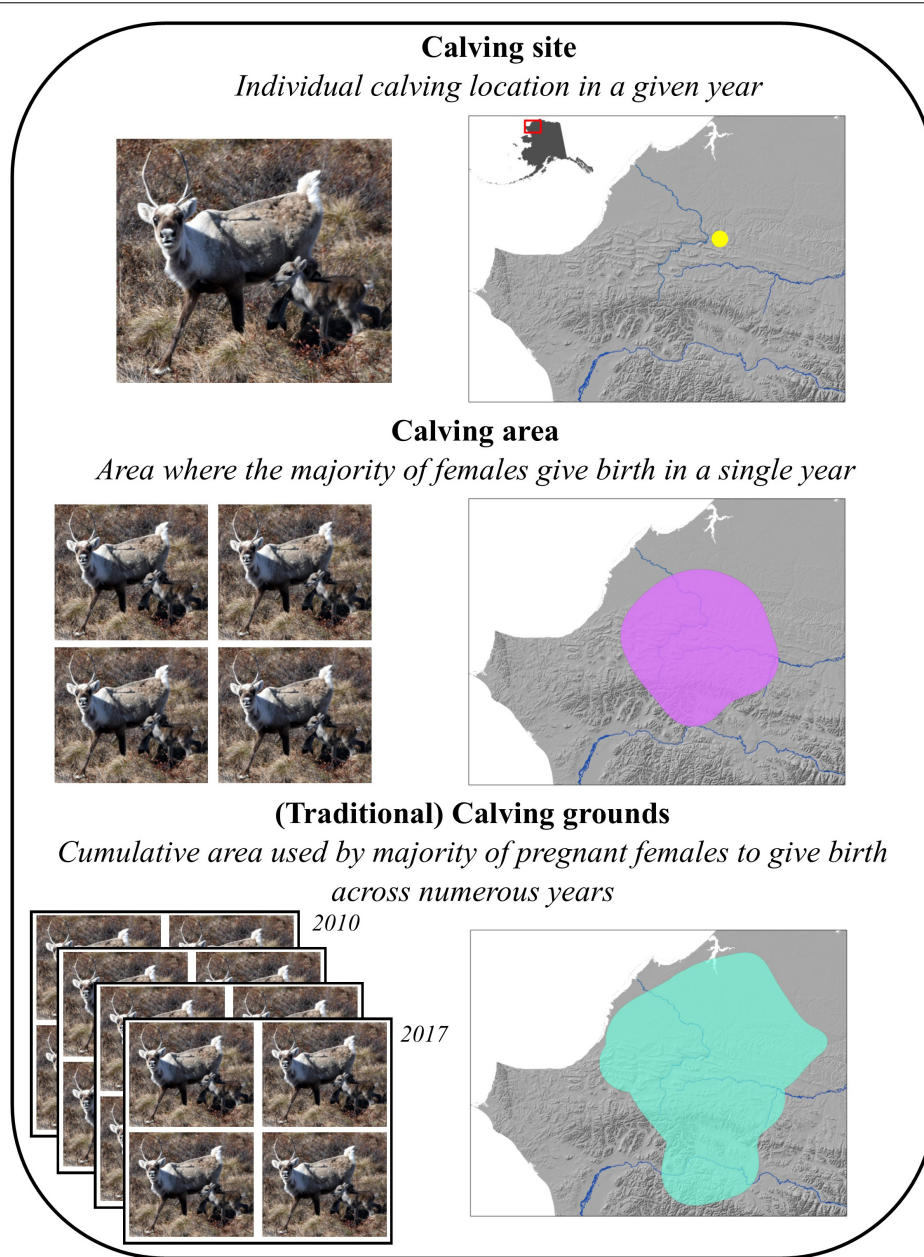 Calving site
Individual calving location in a given year
Calving area
Area where the majority of females give birth in a single year
(Traditional) Calving grounds
Cumulative area used by majority of pregnant females to give birth
across numerous years
2010
2017